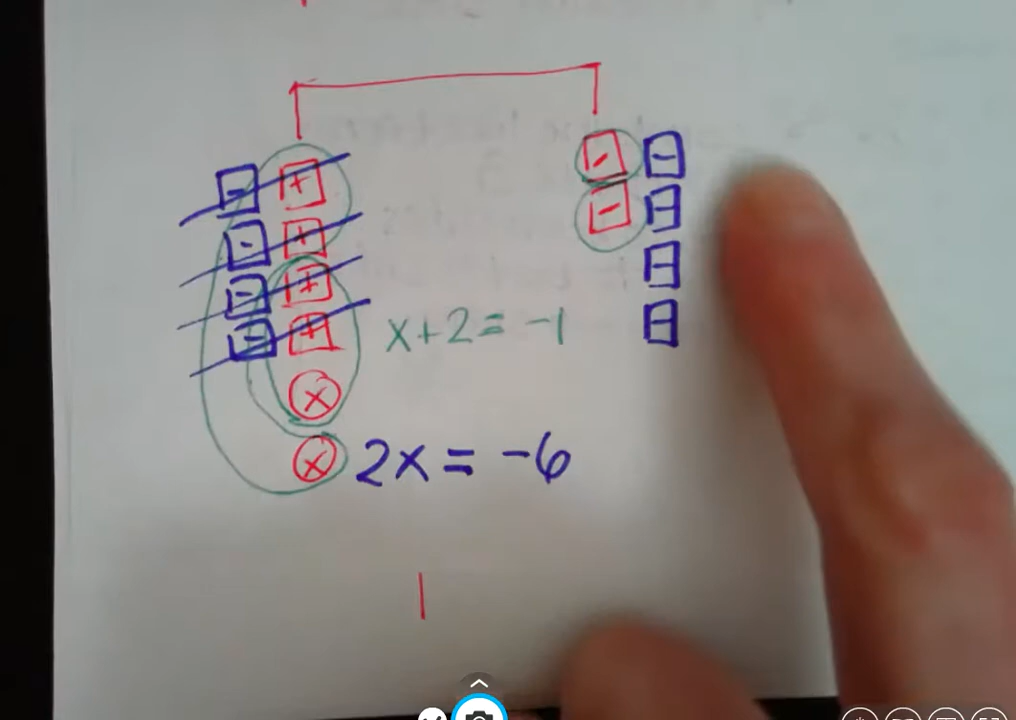 - + - -
- + - -
- + -
- + x+2=-1 -
x
x 2x = -6